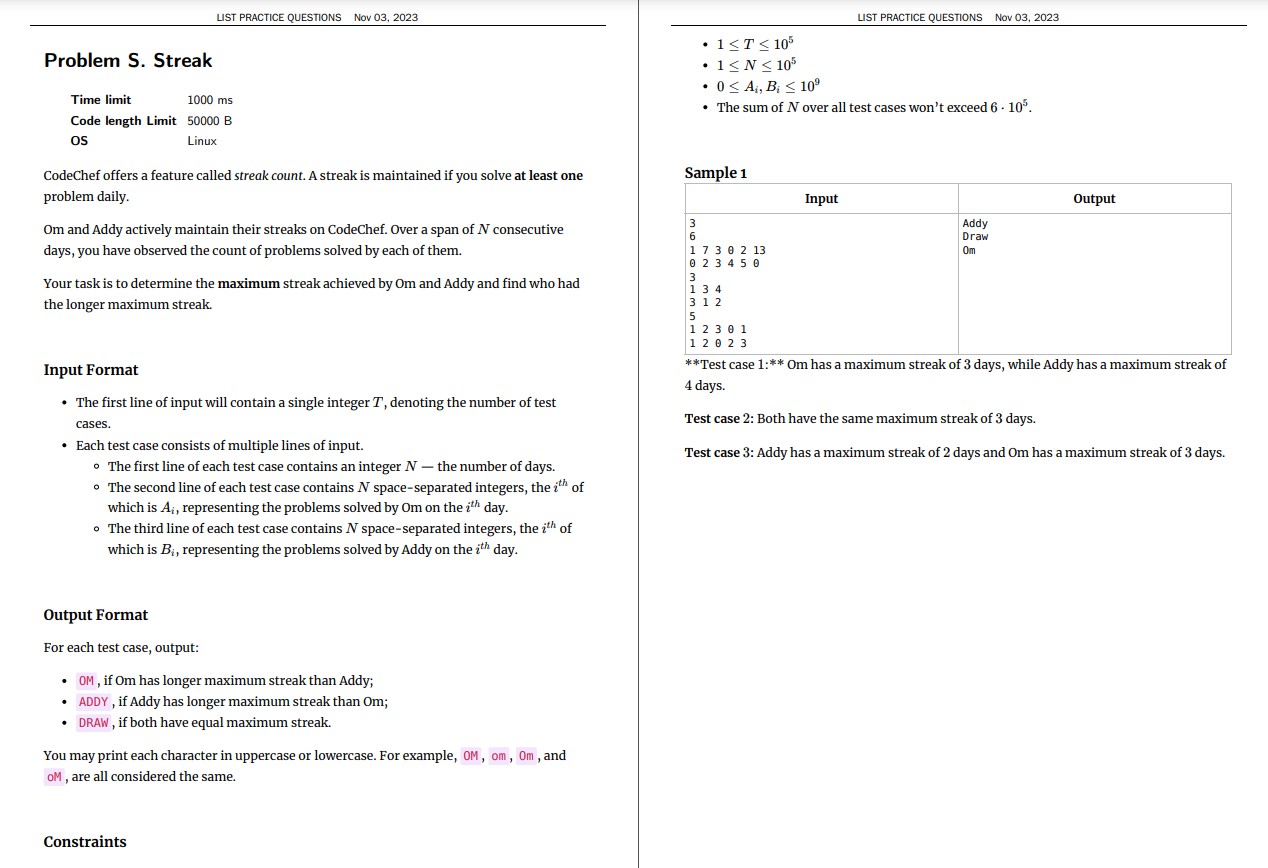 LIST PRACTICE QUESTIONS Nov 03, 2023
Problem S. Streak
Time limit 1000 ms
Code length Limit 50000 B
OS Linux
CodeChef offers a feature called streak count. A streak is maintained if you solve at least one
problem daily.
Om and Addy actively maintain their streaks on CodeChef. Over a span of N consecutive
days, you have observed the count of problems solved by each of them.
Your task is to determine the maximum streak achieved by Om and Addy and find who had
the longer maximum streak.
Input Format
• The first line of input will contain a single integer T, denoting the number of test
cases.
• Each test case consists of multiple lines of input.
◦ The first line of each test case contains an integer N — the number of days.
◦ The second line of each test case contains N space-separated integers, the i^th of
which is A_i, representing the problems solved by Om on the i^th day.
◦ The third line of each test case contains N space-separated integers, the i^th of
which is B_i, representing the problems solved by Addy on the i^th day.
Output Format
For each test case, output:
• OM , if Om has longer maximum streak than Addy;
• ADDY , if Addy has longer maximum streak than Om;
• DRAW , if both have equal maximum streak.
You may print each character in uppercase or lowercase. For example, OM , om , Om , and
oM , are all considered the same.
Constraints
LIST PRACTICE QUESTIONS Nov 03, 2023
• 1 ≤ T ≤ 10^5
• 1 ≤ N ≤ 10^5
• 0 ≤ A_i, B_i ≤ 10^9
• The sum of N over all test cases won't exceed 6 · 10^5.
Sample 1
Input Output
3 Addy
6 Draw
1 7 3 0 2 13 Om
0 2 3 4 5 0
3
1 3 4
3 1 2
5
1 2 3 0 1
1 2 0 2 3
**Test case 1:** Om has a maximum streak of 3 days, while Addy has a maximum streak of
4 days.
Test case 2: Both have the same maximum streak of 3 days.
Test case 3: Addy has a maximum streak of 2 days and Om has a maximum streak of 3 days.